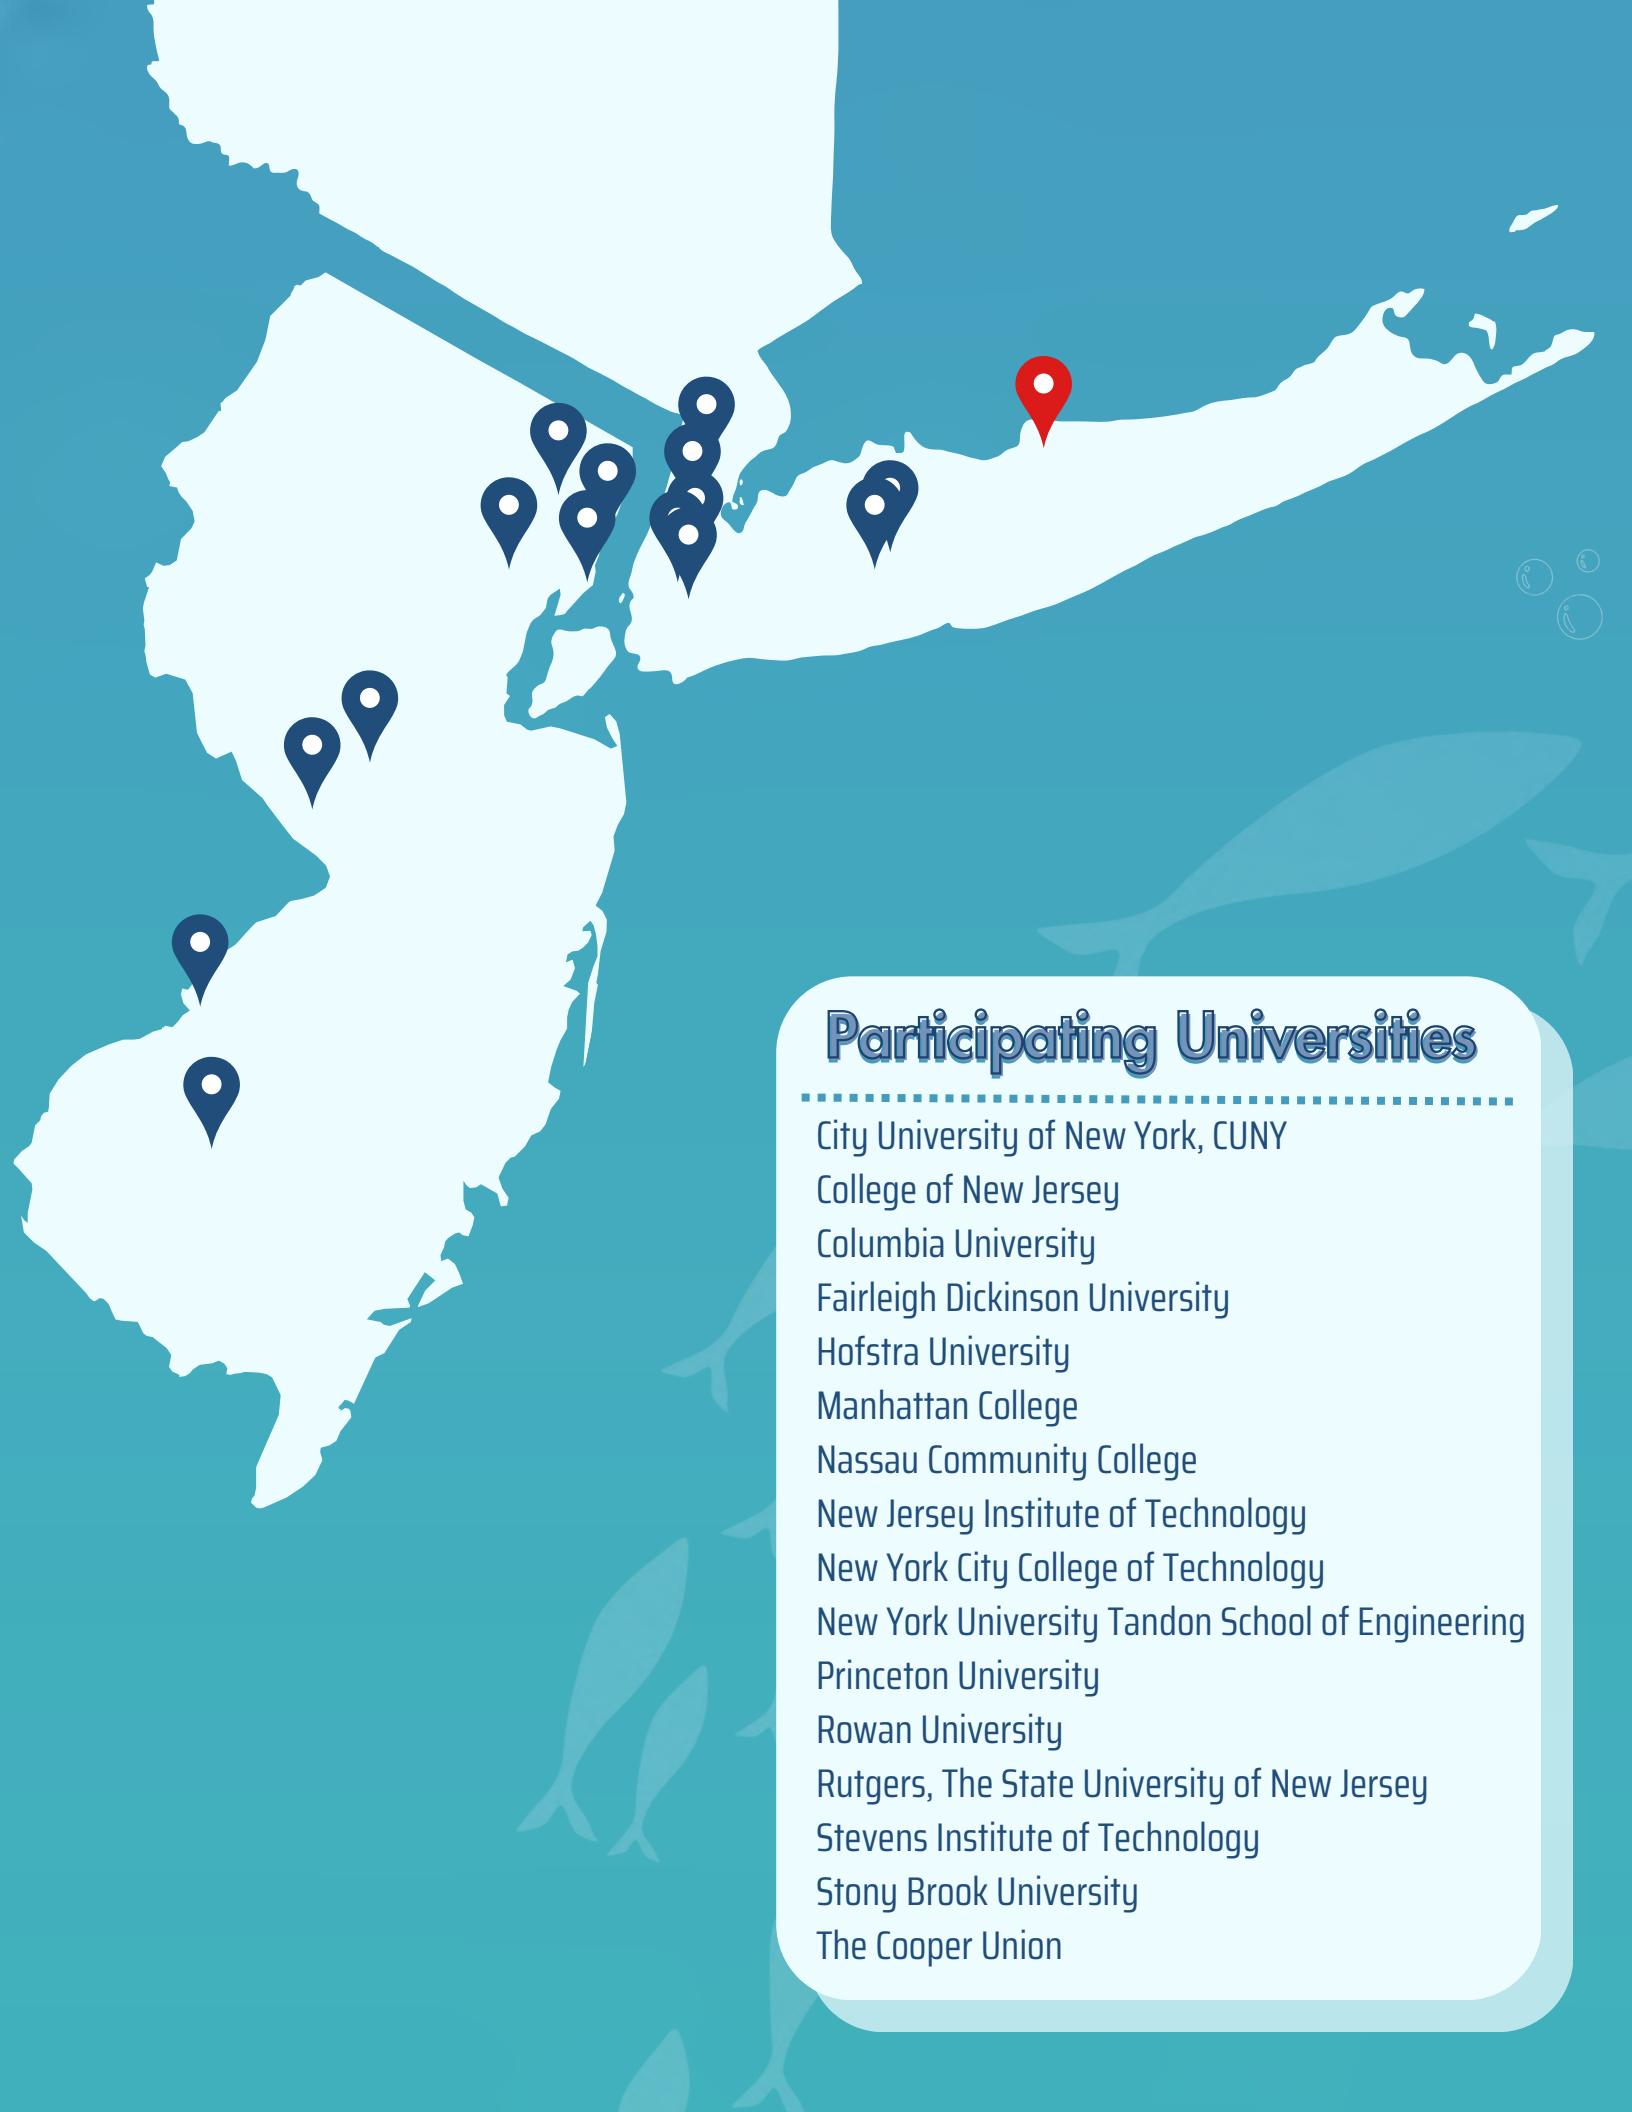 Participating Universities
City University of New York, CUNY
College of New Jersey
Columbia University
Fairleigh Dickinson University
Hofstra University
Manhattan College
Nassau Community College
New Jersey Institute of Technology
New York City College of Technology
New York University Tandon School of Engineering
Princeton University
Rowan University
Rutgers, The State University of New Jersey
Stevens Institute of Technology
Stony Brook University
The Cooper Union